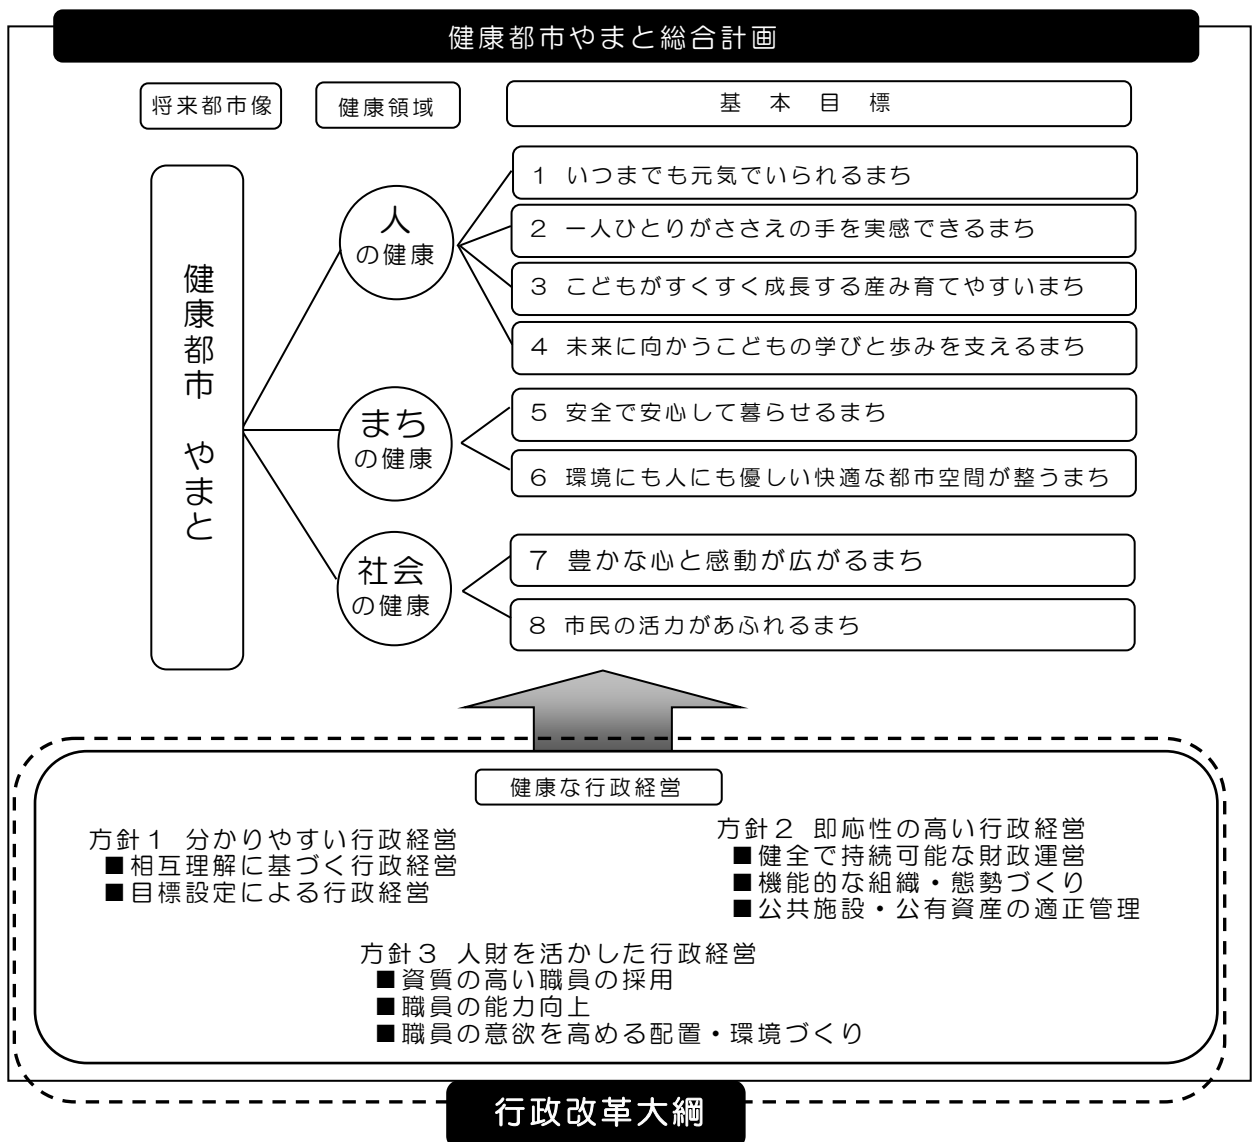 健康都市やまと総合計画
将来都市像
健康領域
基　本　目　標
健康都市　やまと
人
の健康
1 いつまでも元気でいられるまち
2 一人ひとりがささえの手を実感できるまち
3 こどもがすくすく成長する産み育てやすいまち
4 未来に向かうこどもの学びと歩みを支えるまち
まち
の健康
5 安全で安心して暮らせるまち
6 環境にも人にも優しい快適な都市空間が整うまち
社会
の健康
7 豊かな心と感動が広がるまち
8 市民の活力があふれるまち
健康な行政経営
方針1 分かりやすい行政経営
■相互理解に基づく行政経営
■目標設定による行政経営
方針2 即応性の高い行政経営
■健全で持続可能な財政運営
■機能的な組織・態勢づくり
■公共施設・公有資産の適正管理
方針3 人財を活かした行政経営
■資質の高い職員の採用
■職員の能力向上
■職員の意欲を高める配置・環境づくり
行政改革大綱